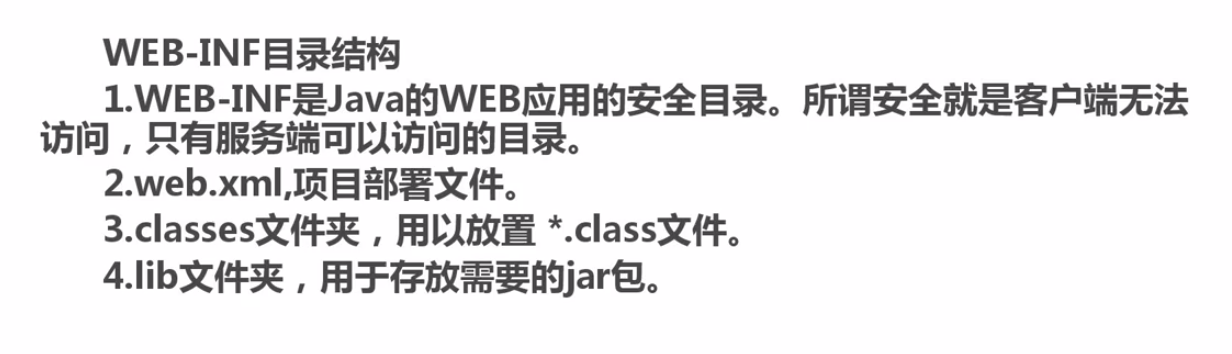 WEB-INF目录结构
1.WEB-INF是Java的WEB应用的安全目录。所谓安全就是客户端无法
访问，只有服务端可以访问的目录。
2.web.xml,项目部署文件。
3.classes文件夹，用以放置 *.class文件。
4.lib文件夹，用于存放需要的jar包。